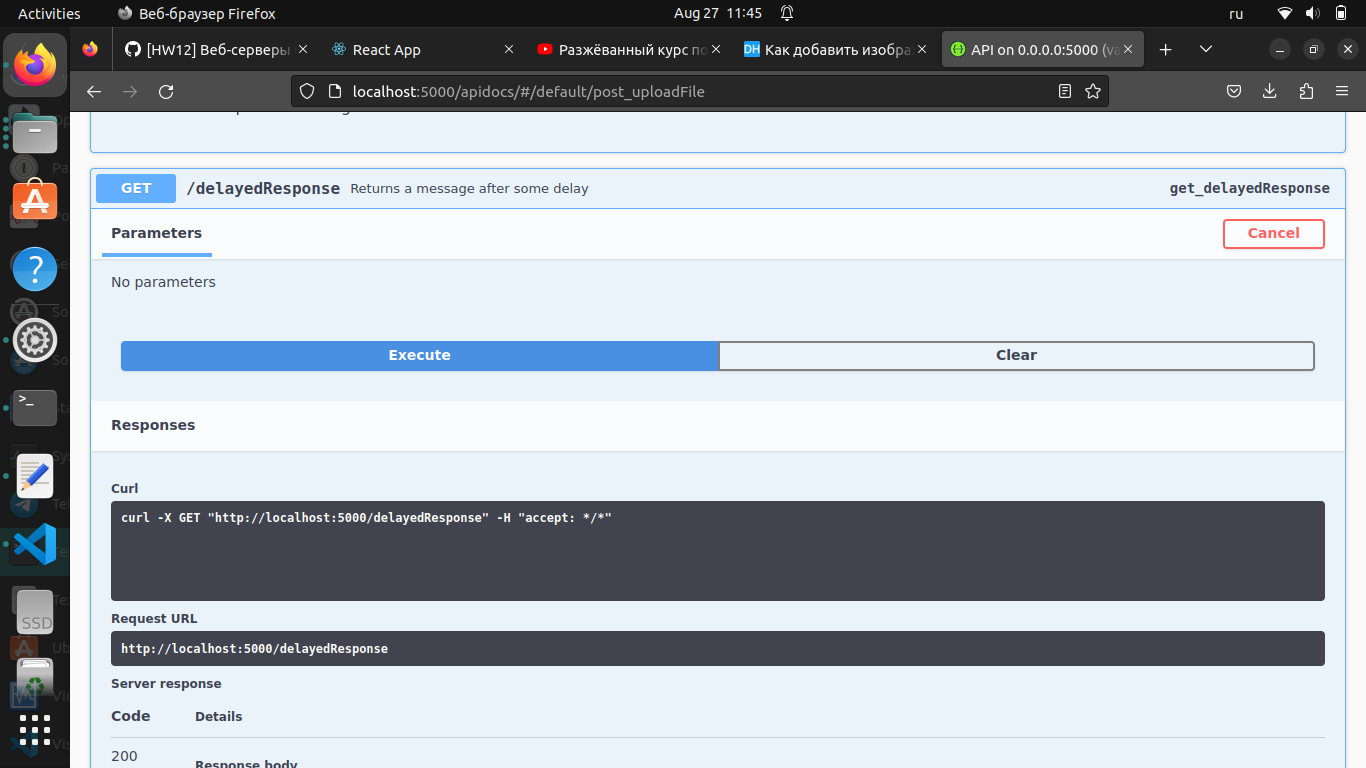 Activities
Веб-браузер Firefox
Aug 27 11:45
ru
[HW12] Веб-серверы
React App
Разжёванный курс по
DH Как добавить изобра
API on 0.0.0.0:5000 (va
localhost:5000/apidocs/#/default/post_uploadFile
GET /delayedResponse Returns a message after some delay get_delayedResponse
Parameters
Cancel
No parameters
Execute
Clear
Responses
Curl
>_
curl -X GET "http://localhost:5000/delayedResponse" -H "accept: */*"
Request URL
SSD
http://localhost:5000/delayedResponse
Server response
Code Details
200
Response body